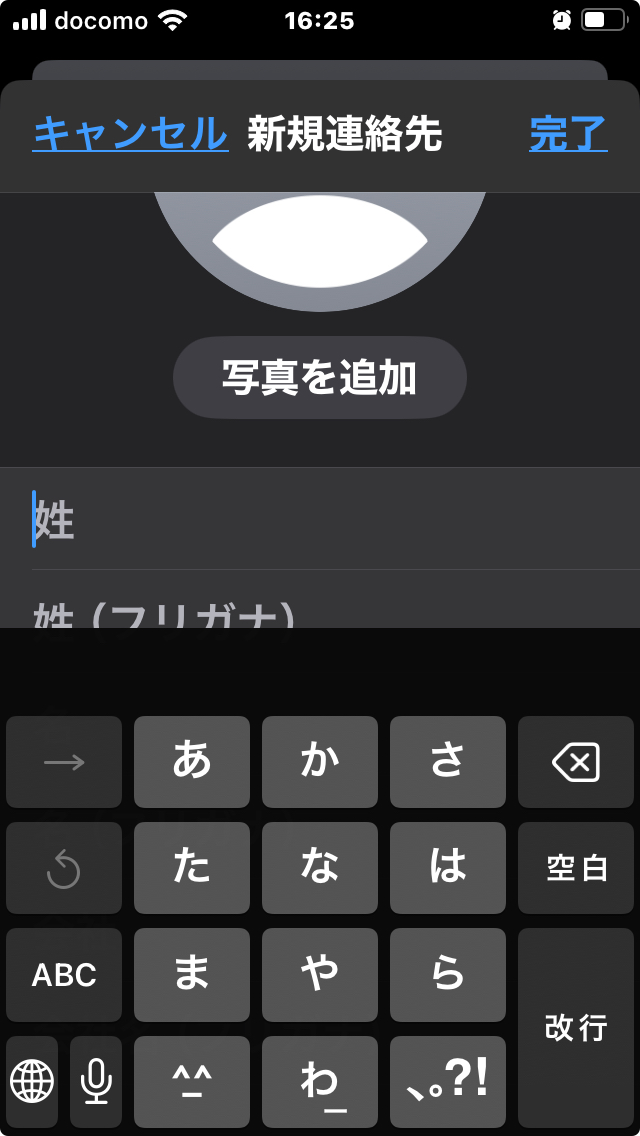 docomo 16:25
キャンセル 新規連絡先 完了
写真を追加
姓
姓（フリガナ）
→ あ か さ
た な は 空白
ABC ま や ら
改行
^_^ わ_ 、。?!